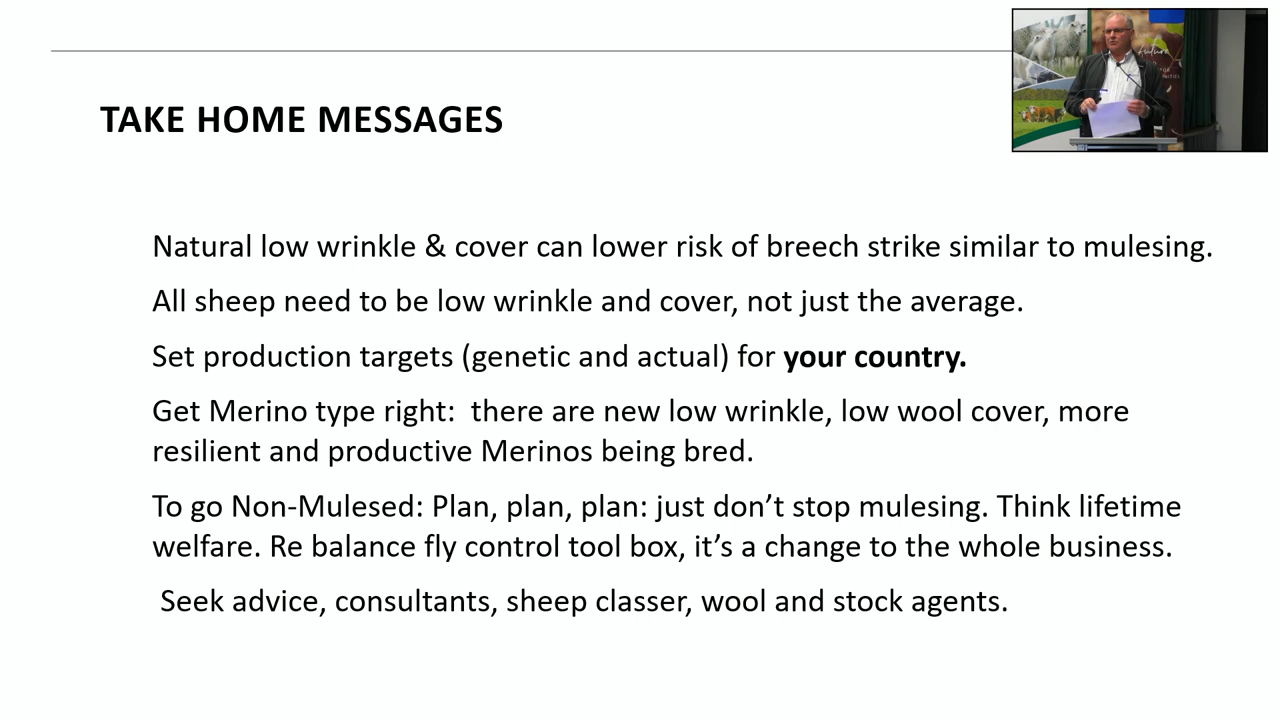 TAKE HOME MESSAGES
Natural low wrinkle & cover can lower risk of breech strike similar to mulesing.
All sheep need to be low wrinkle and cover, not just the average.
Set production targets (genetic and actual) for your country.
Get Merino type right:  there are new low wrinkle, low wool cover, more
resilient and productive Merinos being bred.
To go Non-Mulesed: Plan, plan, plan: just don’t stop mulesing. Think lifetime
welfare. Re balance fly control tool box, it’s a change to the whole business.
Seek advice, consultants, sheep classer, wool and stock agents.
future